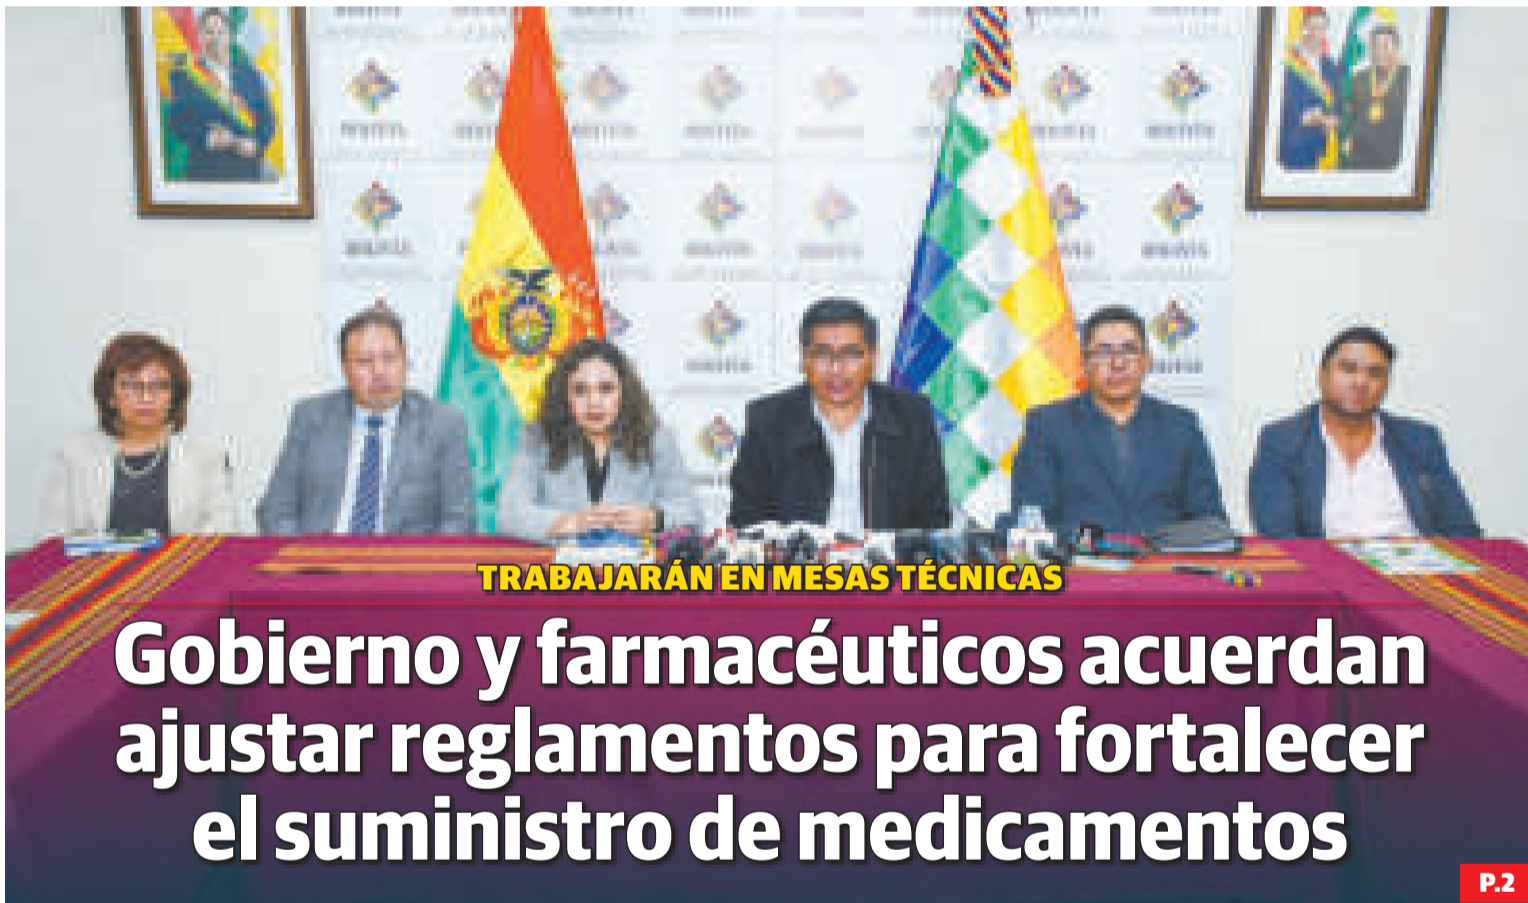 TRABAJARÁN EN MESAS TÉCNICAS
Gobierno y farmacéuticos acuerdan
ajustar reglamentos para fortalecer
el suministro de medicamentos
P.2